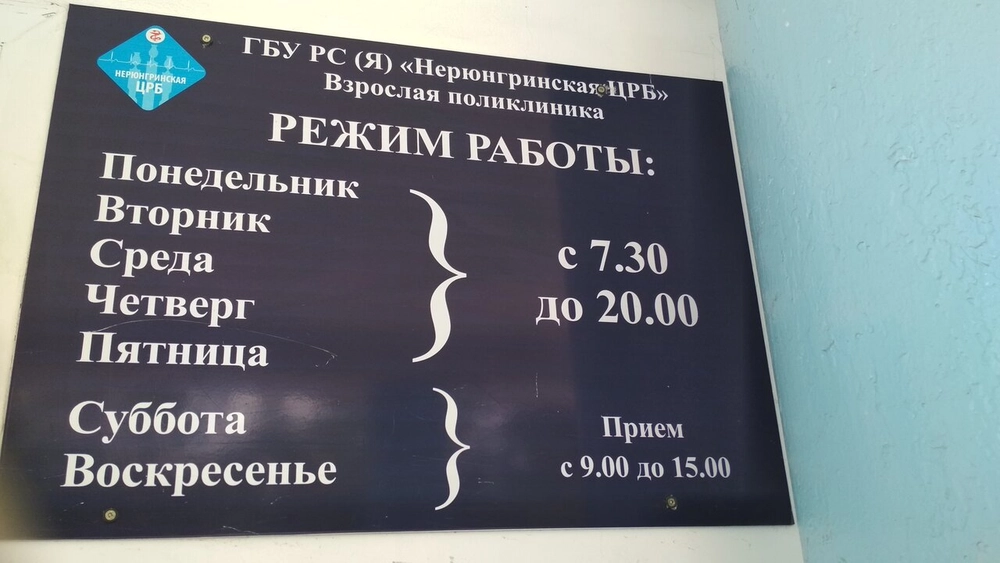 НЕРЮНГРИНСКАЯ
ЦРБ
ГБУ РС (Я) «Нерюнгринская ЦРБ»
Взрослая поликлиника
РЕЖИМ РАБОТЫ:
Понедельник
Вторник
Среда
Четверг
Пятница
с 7.30
до 20.00
Суббота
Воскресенье
Прием
с 9.00 до 15.00